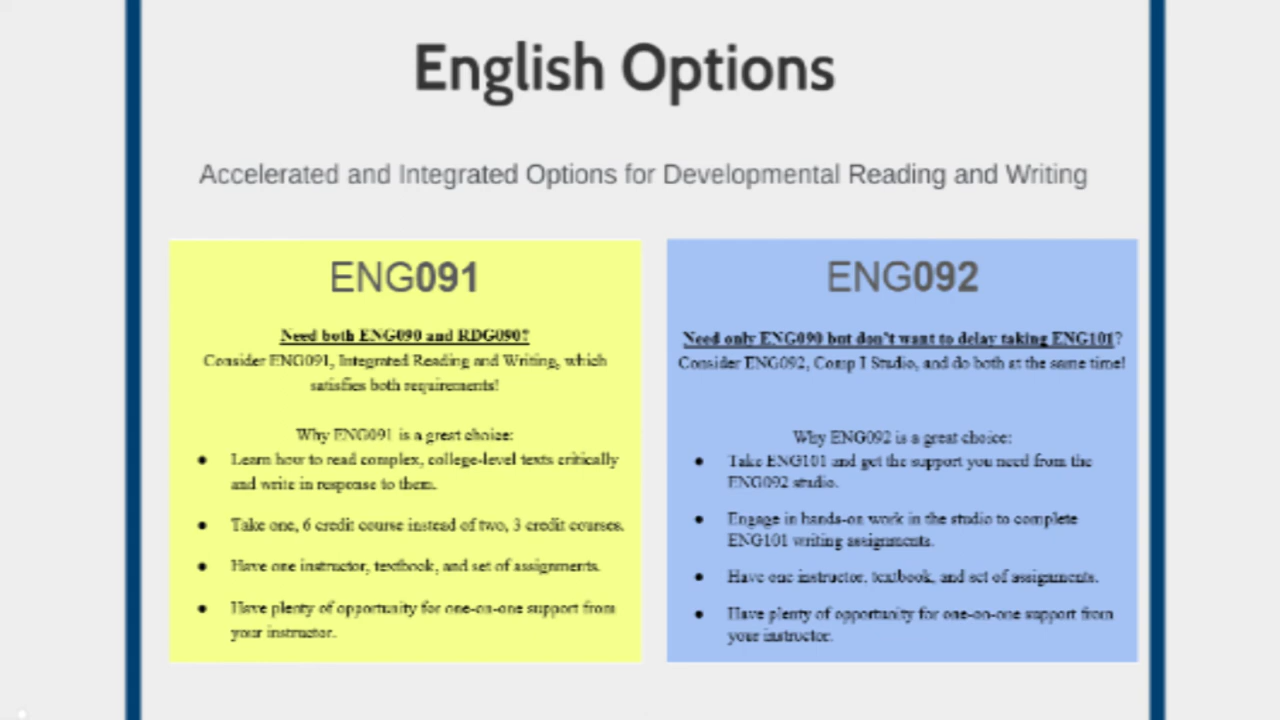 English Options
Accelerated and Integrated Options for Developmental Reading and Writing
ENG091
Need both ENG090 and RDG090?
Consider ENG091, Integrated Reading and Writing, which
satisfies both requirements!
Why ENG091 is a great choice:
● Learn how to read complex, college-level texts critically
and write in response to them.
● Take one, 6 credit course instead of two, 3 credit courses.
● Have one instructor, textbook, and set of assignments.
● Have plenty of opportunity for one-on-one support from
your instructor.
ENG092
Need only ENG090 but don't want to delay taking ENG101?
Consider ENG092, Comp I Studio, and do both at the same time!
Why ENG092 is a great choice:
● Take ENG101 and get the support you need from the
ENG092 studio.
● Engage in hands-on work in the studio to complete
ENG101 writing assignments.
● Have one instructor, textbook, and set of assignments.
● Have plenty of opportunity for one-on-one support from
your instructor.